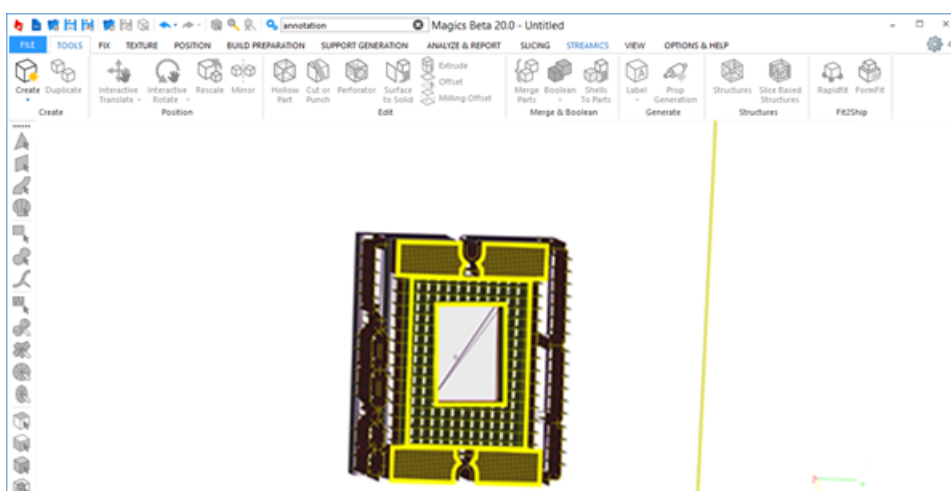 annotation
Magics Beta 20.0 - Untitled
FILE TOOLS FIX TEXTURE POSITION BUILD PREPARATION SUPPORT GENERATION ANALYZE & REPORT SLICING STREAMICS VIEW OPTIONS & HELP
Create Duplicate Interactive Translate Interactive Rotate Rescale Mirror Hollow Part Cut or Punch Perforator Surface to Solid Extrude Offset Milling Offset Merge Parts Boolean Shells To Parts Label Prop Generation Structures Slice Based Structures Rapidfit FormFit
Create Position Edit Merge & Boolean Generate Structures Fit2Ship